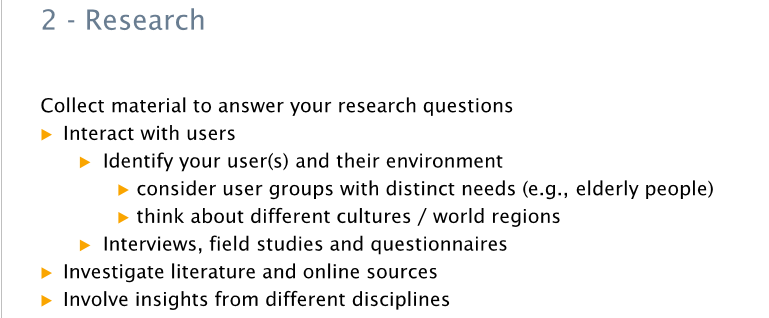 2 - Research
Collect material to answer your research questions
Interact with users
Identify your user(s) and their environment
consider user groups with distinct needs (e.g., elderly people)
think about different cultures / world regions
Interviews, field studies and questionnaires
Investigate literature and online sources
Involve insights from different disciplines